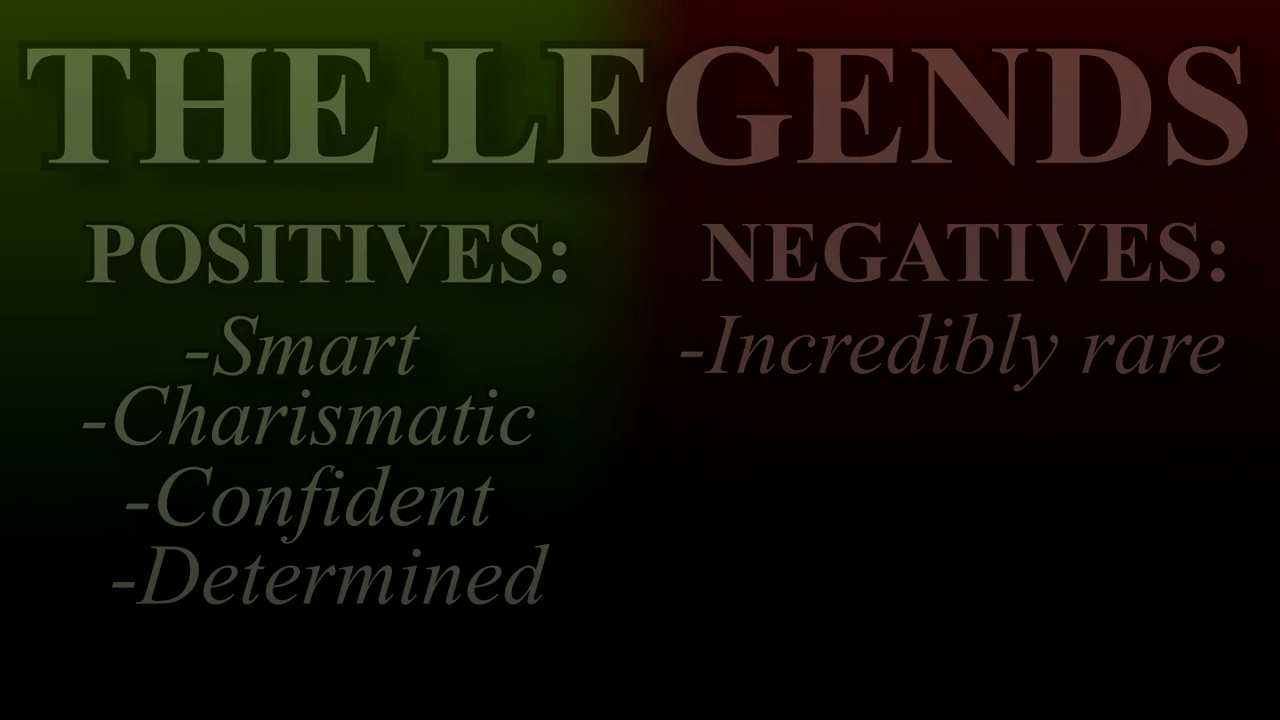 THE LEGENDS
POSITIVES:
-Smart
-Charismatic
-Confident
-Determined
NEGATIVES:
-Incredibly rare